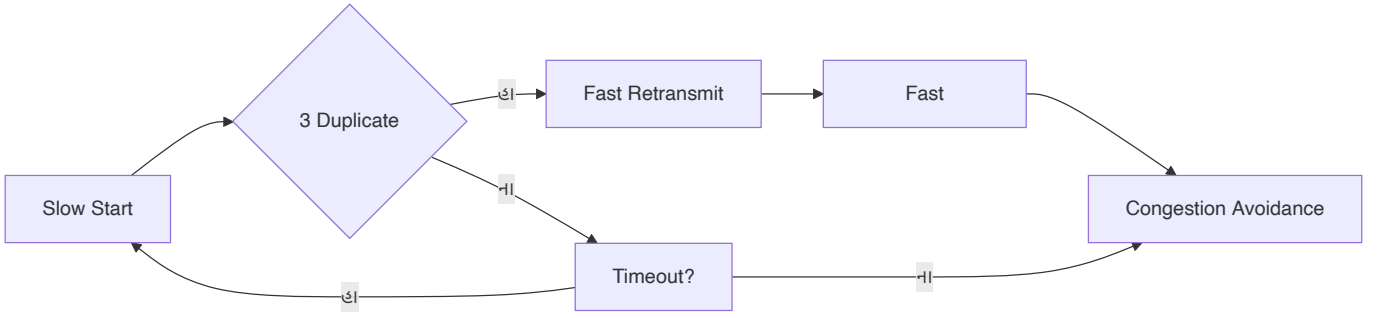 Slow Start
3 Duplicate
હા
Fast Retransmit
Fast
ના
Timeout?
હા
ના
Congestion Avoidance